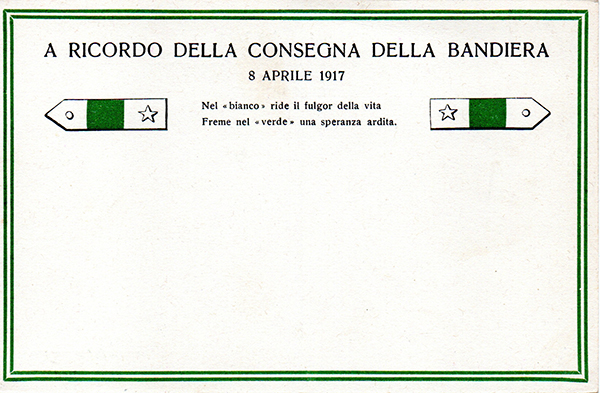 A RICORDO DELLA CONSEGNA DELLA BANDIERA
8 APRILE 1917
Nel «bianco» ride il fulgor della vita
Freme nel «verde» una speranza ardita.